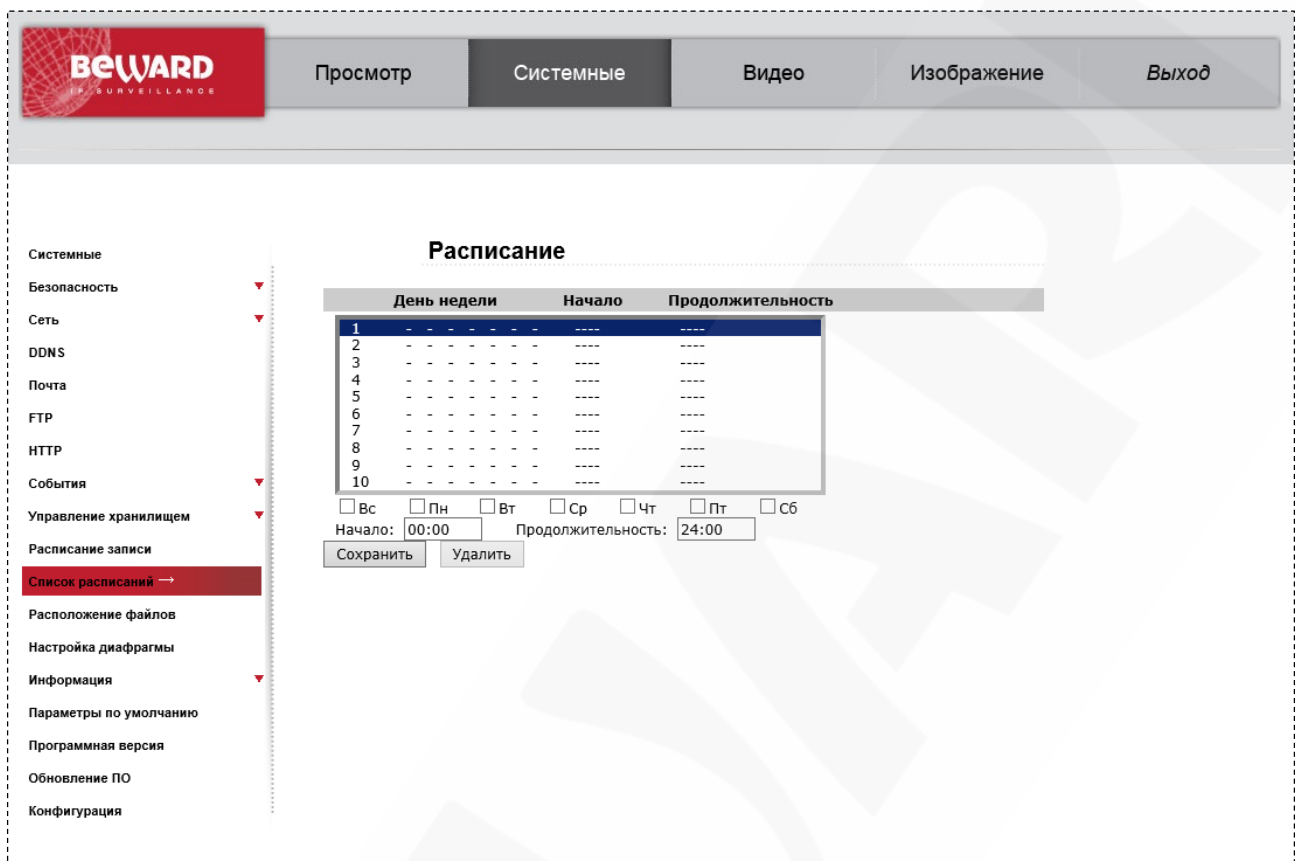 BEWARD
IP SURVEILLANCE
Просмотр
Системные
Видео
Изображение
Выход
Системные
Безопасность
Сеть
DDNS
Почта
FTP
HTTP
События
Управление хранилищем
Расписание записи
Список расписаний →
Расположение файлов
Настройка диафрагмы
Информация
Параметры по умолчанию
Программная версия
Обновление ПО
Конфигурация
Расписание
День недели Начало Продолжительность
1 - - - - - - - ---- ----
2 - - - - - - - ---- ----
3 - - - - - - - ---- ----
4 - - - - - - - ---- ----
5 - - - - - - - ---- ----
6 - - - - - - - ---- ----
7 - - - - - - - ---- ----
8 - - - - - - - ---- ----
9 - - - - - - - ---- ----
10 - - - - - - - ---- ----
Вс Пн Вт Ср Чт Пт Сб
Начало: 00:00 Продолжительность: 24:00
Сохранить Удалить